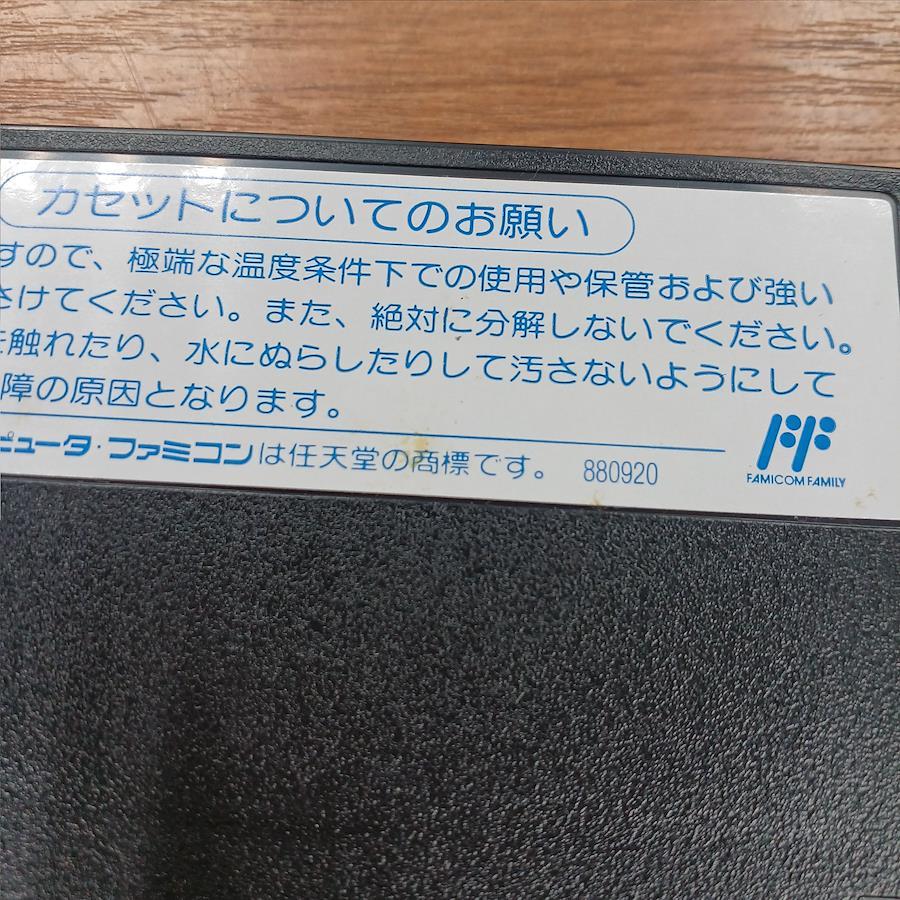 カセットについてのお願い
すので、極端な温度条件下での使用や保管および強い
さけてください。また、絶対に分解しないでください。
触れたり、水にぬらしたりして汚さないようにして
障の原因となります。
ピュータ・ファミコンは任天堂の商標です。 880920
FAMICOM FAMILY